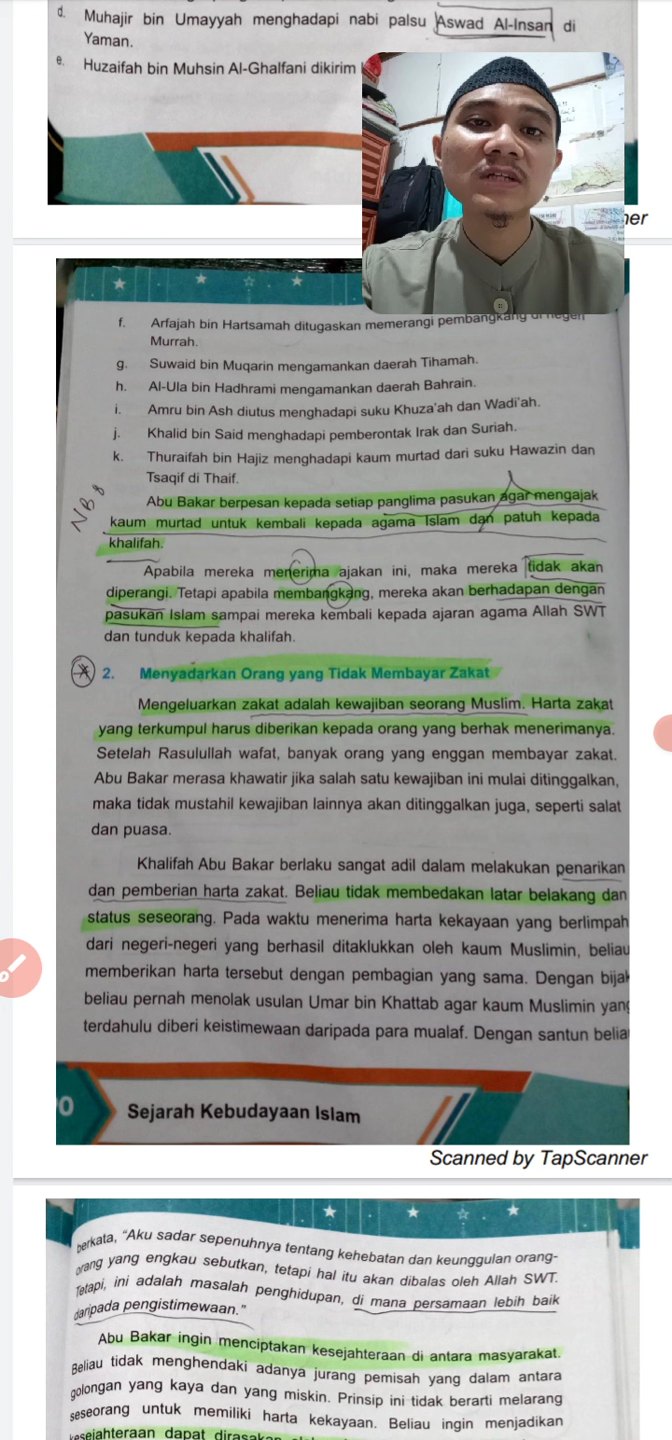 d. Muhajir bin Umayyah menghadapi nabi palsu Aswad Al-Insan di
Yaman.
e. Huzaifah bin Muhsin Al-Ghalfani dikirim
ner
f. Arfajah bin Hartsamah ditugaskan memerangi pembangkang di negeri
Murrah.
g. Suwaid bin Muqarin mengamankan daerah Tihamah.
h. Al-Ula bin Hadhrami mengamankan daerah Bahrain.
i. Amru bin Ash diutus menghadapi suku Khuza'ah dan Wadi'ah.
j. Khalid bin Said menghadapi pemberontak Irak dan Suriah.
k. Thuraifah bin Hajiz menghadapi kaum murtad dari suku Hawazin dan
Tsaqif di Thaif.
NB 8
Abu Bakar berpesan kepada setiap panglima pasukan agar mengajak
kaum murtad untuk kembali kepada agama Islam dan patuh kepada
khalifah.
Apabila mereka menerima ajakan ini, maka mereka tidak akan
diperangi. Tetapi apabila membangkang, mereka akan berhadapan dengan
pasukan Islam sampai mereka kembali kepada ajaran agama Allah SWT
dan tunduk kepada khalifah.
2. Menyadarkan Orang yang Tidak Membayar Zakat
Mengeluarkan zakat adalah kewajiban seorang Muslim. Harta zakat
yang terkumpul harus diberikan kepada orang yang berhak menerimanya.
Setelah Rasulullah wafat, banyak orang yang enggan membayar zakat.
Abu Bakar merasa khawatir jika salah satu kewajiban ini mulai ditinggalkan,
maka tidak mustahil kewajiban lainnya akan ditinggalkan juga, seperti salat
dan puasa.
Khalifah Abu Bakar berlaku sangat adil dalam melakukan penarikan
dan pemberian harta zakat. Beliau tidak membedakan latar belakang dan
status seseorang. Pada waktu menerima harta kekayaan yang berlimpah
dari negeri-negeri yang berhasil ditaklukkan oleh kaum Muslimin, beliau
memberikan harta tersebut dengan pembagian yang sama. Dengan bijak
beliau pernah menolak usulan Umar bin Khattab agar kaum Muslimin yang
terdahulu diberi keistimewaan daripada para mualaf. Dengan santun belia
0 Sejarah Kebudayaan Islam
Scanned by TapScanner
berkata, "Aku sadar sepenuhnya tentang kehebatan dan keunggulan orang-
orang yang engkau sebutkan, tetapi hal itu akan dibalas oleh Allah SWT.
Tetapi, ini adalah masalah penghidupan, di mana persamaan lebih baik
daripada pengistimewaan."
Abu Bakar ingin menciptakan kesejahteraan di antara masyarakat.
Beliau tidak menghendaki adanya jurang pemisah yang dalam antara
golongan yang kaya dan yang miskin. Prinsip ini tidak berarti melarang
seseorang untuk memiliki harta kekayaan. Beliau ingin menjadikan
kesejahteraan dapat dirasakan